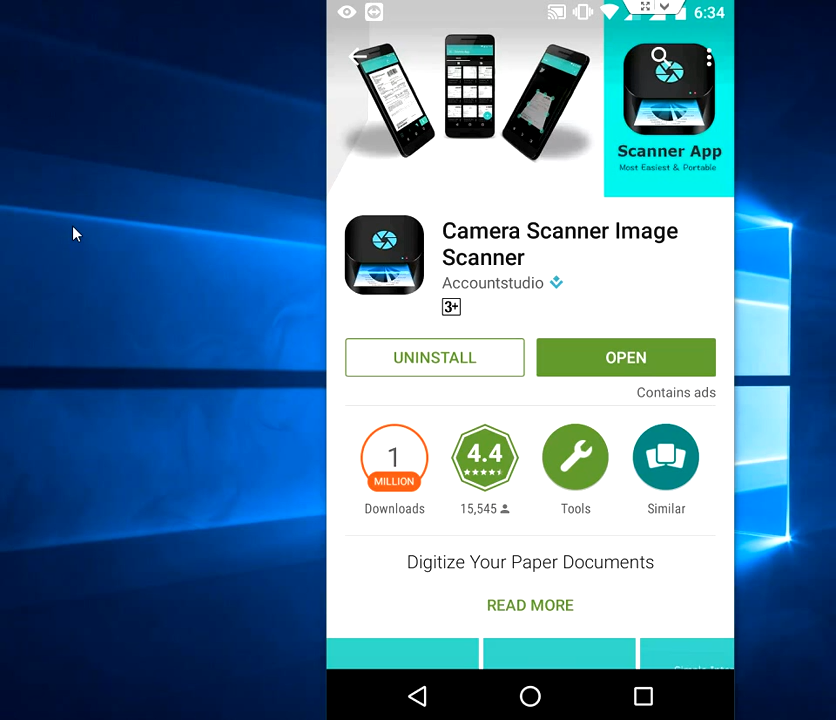 6:34
Scanner App
Most Easiest & Portable
Camera Scanner Image
Scanner
Accountstudio
3+
UNINSTALL
OPEN
Contains ads
1
MILLION
4.4
Downloads
15,545
Tools
Similar
Digitize Your Paper Documents
READ MORE